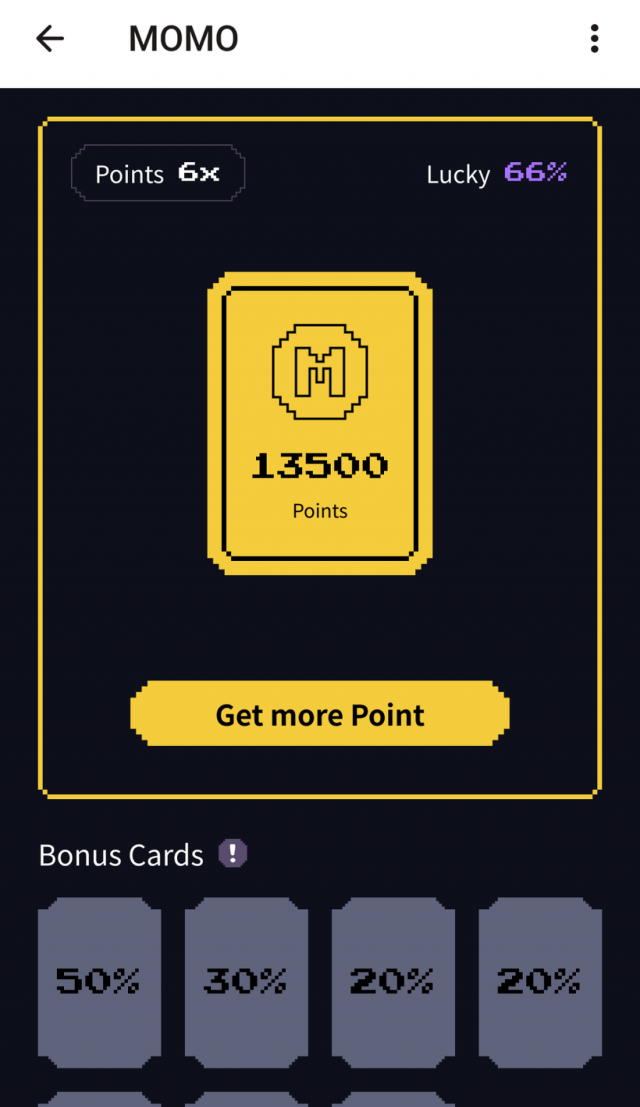 MOMO
Points 6x
Lucky 66%
M
13500
Points
Get more Point
Bonus Cards !
50% 30% 20% 20%